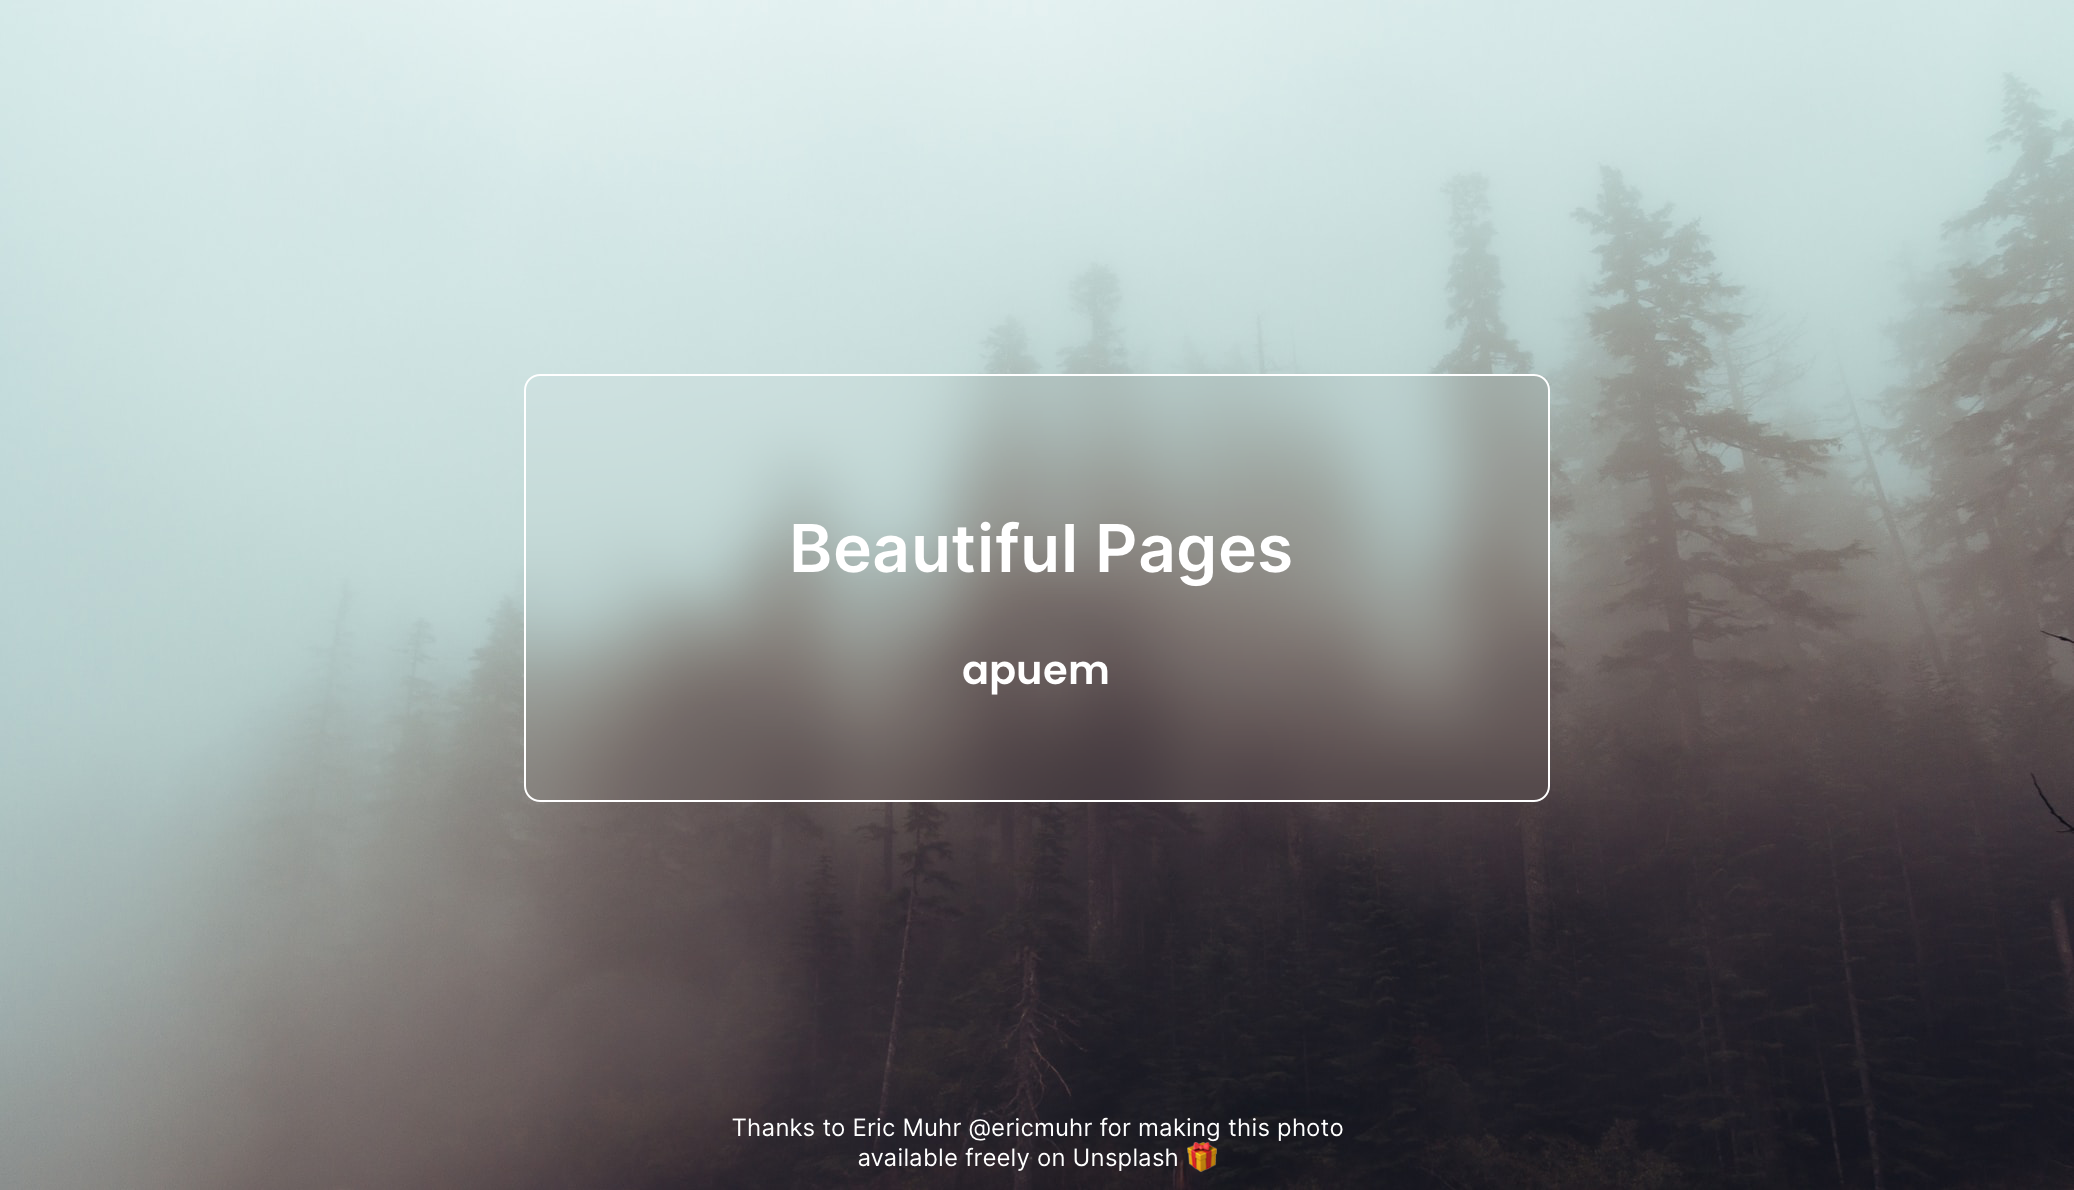 Beautiful Pages
apuem
Thanks to Eric Muhr @ericmuhr for making this photo
available freely on Unsplash 🎁